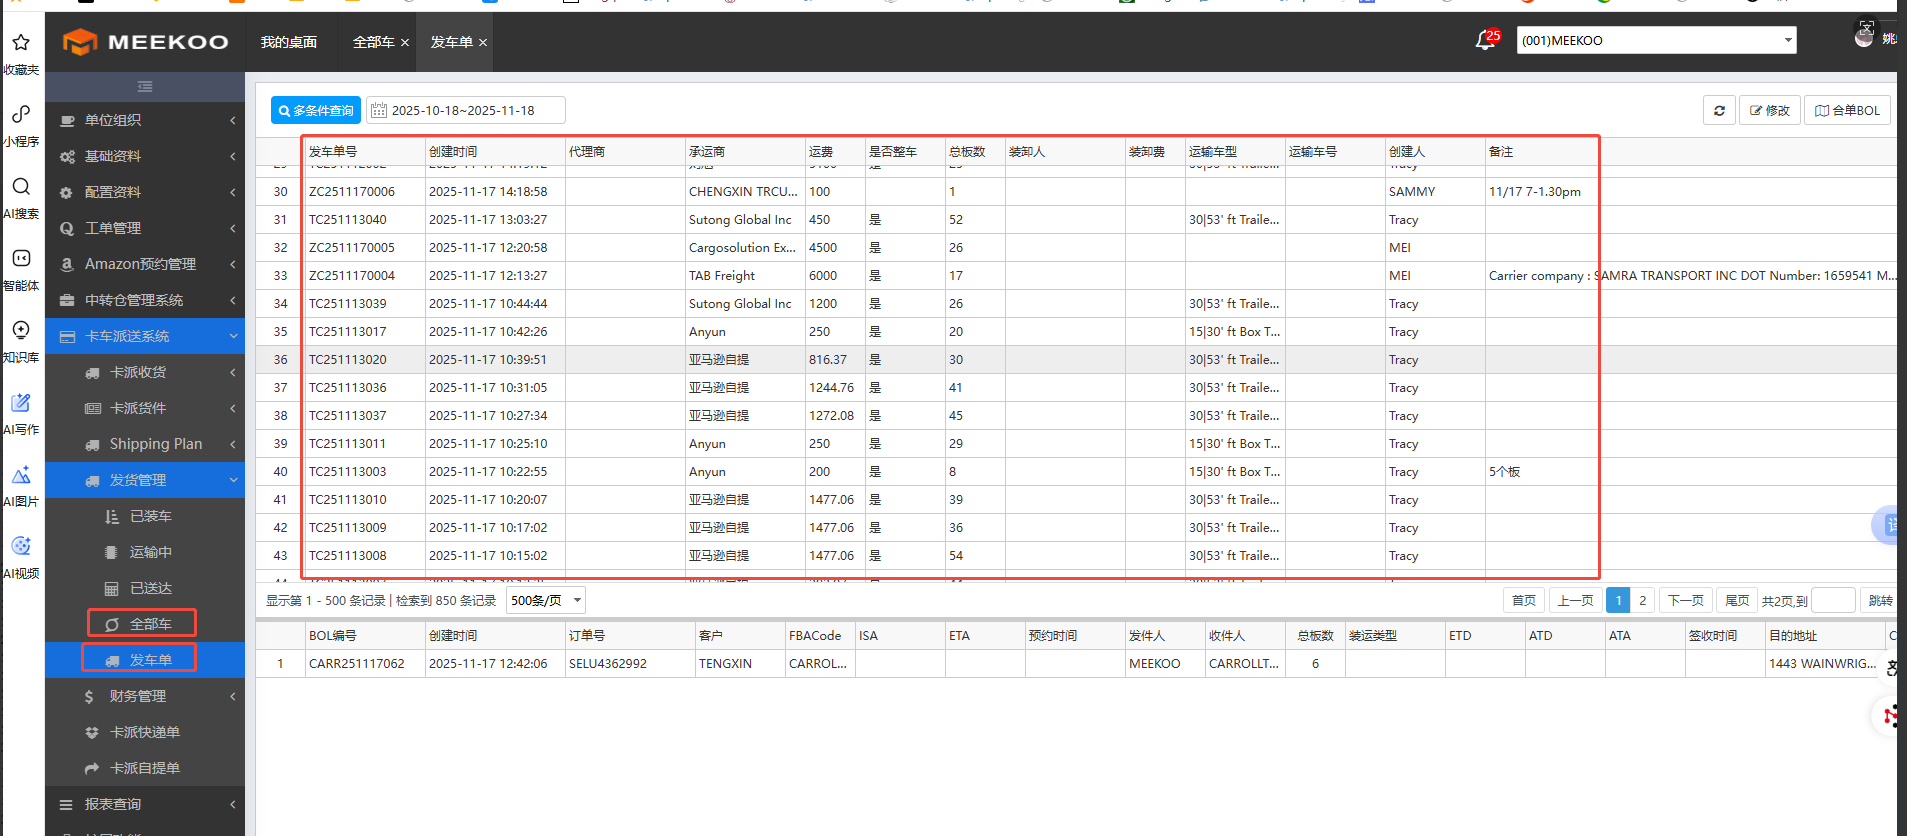 MEEKOO
我的桌面
全部车 ×
发车单 ×
25
(001)MEEKOO
收藏夹
小程序
AI搜索
智能体
知识库
AI写作
AI图片
AI视频
单位组织
基础资料
配置资料
工单管理
Amazon预约管理
中转仓管理系统
卡车派送系统
卡派收货
卡派货件
Shipping Plan
发货管理
已装车
运输中
已送达
全部车
发车单
财务管理
卡派快递单
卡派自提单
报表查询
多条件查询 2025-10-18~2025-11-18 修改 合单BOL
发车单号 创建时间 代理商 承运商 运费 是否整车 总板数 装卸人 装卸费 运输车型 运输车号 创建人 备注
30 ZC2511170006 2025-11-17 14:18:58 CHENGXIN TRCU... 100 1 SAMMY 11/17 7-1.30pm
31 TC251113040 2025-11-17 13:03:27 Sutong Global Inc 450 是 52 30|53' ft Traile... Tracy
32 ZC2511170005 2025-11-17 12:20:58 Cargosolution Ex... 4500 是 26 MEI
33 ZC2511170004 2025-11-17 12:13:27 TAB Freight 6000 是 17 MEI Carrier company : SAMRA TRANSPORT INC DOT Number: 1659541 M...
34 TC251113039 2025-11-17 10:44:44 Sutong Global Inc 1200 是 26 30|53' ft Traile... Tracy
35 TC251113017 2025-11-17 10:42:26 Anyun 250 是 20 15|30' ft Box T... Tracy
36 TC251113020 2025-11-17 10:39:51 亚马逊自提 816.37 是 30 30|53' ft Traile... Tracy
37 TC251113036 2025-11-17 10:31:05 亚马逊自提 1244.76 是 41 30|53' ft Traile... Tracy
38 TC251113037 2025-11-17 10:27:34 亚马逊自提 1272.08 是 45 30|53' ft Traile... Tracy
39 TC251113011 2025-11-17 10:25:10 Anyun 250 是 29 15|30' ft Box T... Tracy
40 TC251113003 2025-11-17 10:22:55 Anyun 200 是 8 15|30' ft Box T... Tracy 5个板
41 TC251113010 2025-11-17 10:20:07 亚马逊自提 1477.06 是 39 30|53' ft Traile... Tracy
42 TC251113009 2025-11-17 10:17:02 亚马逊自提 1477.06 是 36 30|53' ft Traile... Tracy
43 TC251113008 2025-11-17 10:15:02 亚马逊自提 1477.06 是 54 30|53' ft Traile... Tracy
显示第 1 - 500 条记录 | 检索到 850 条记录 500条/页 首页 上一页 1 2 下一页 尾页 共2页,到 跳转
BOL编号 创建时间 订单号 客户 FBACode ISA ETA 预约时间 发件人 收件人 总板数 装运类型 ETD ATD ATA 签收时间 目的地址
1 CARR251117062 2025-11-17 12:42:06 SELU4362992 TENGXIN CARROL... MEEKOO CARROLLT... 6 1443 WAINWRIG...